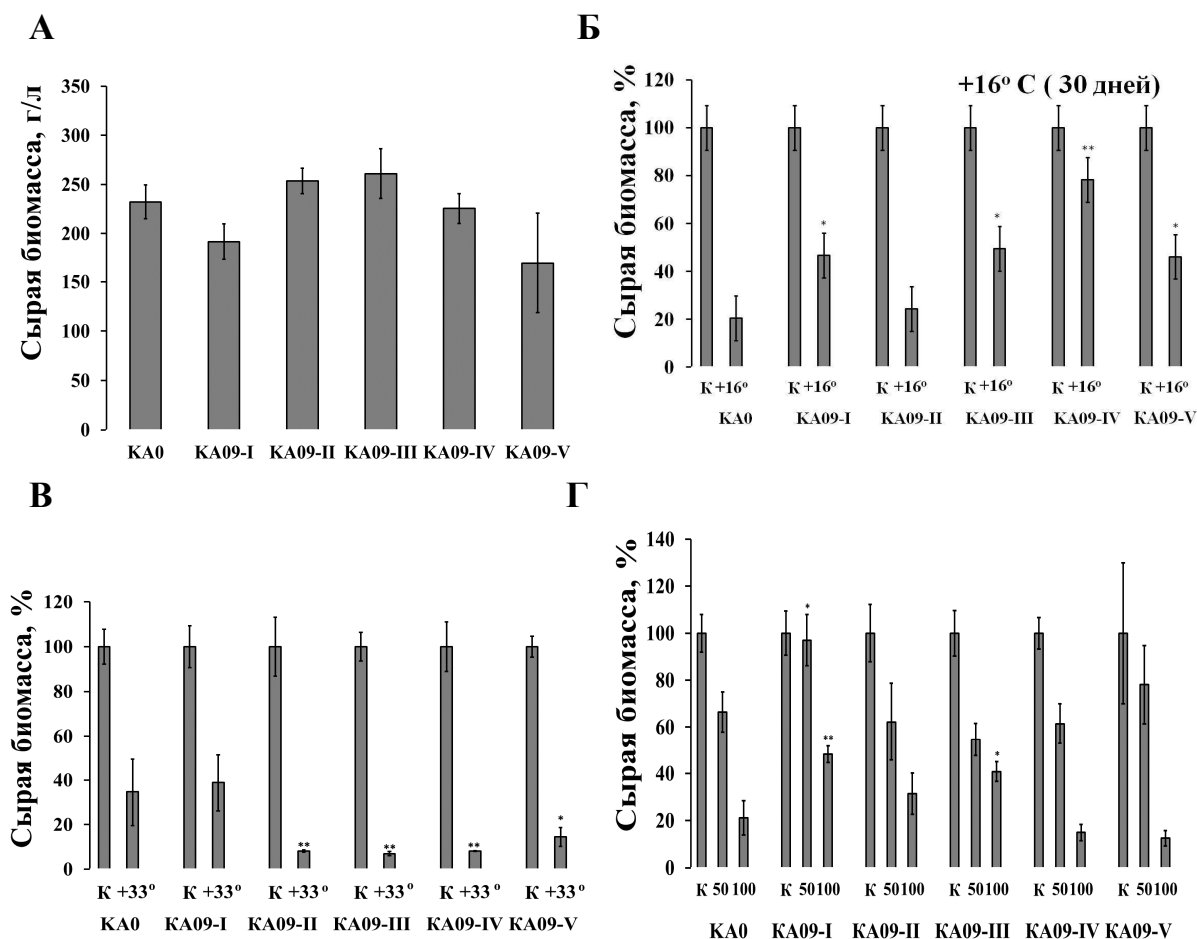 А
Сырая биомасса, г/л
350
300
250
200
150
100
50
0
КА0 КА09-I КА09-II КА09-III КА09-IV КА09-V
Б
+16° С ( 30 дней)
Сырая биомасса, %
120
100
80
60
40
20
0
* * ** *
К +16° К +16° К +16° К +16° К +16° К +16°
КА0 КА09-I КА09-II КА09-III КА09-IV КА09-V
В
Сырая биомасса, %
120
100
80
60
40
20
0
** ** ** *
К +33° К +33° К +33° К +33° К +33° К +33°
КА0 КА09-I КА09-II КА09-III КА09-IV КА09-V
Г
Сырая биомасса, %
140
120
100
80
60
40
20
0
* ** *
К 50 100 К 50 100 К 50 100 К 50 100 К 50 100 К 50 100
КА0 КА09-I КА09-II КА09-III КА09-IV КА09-V